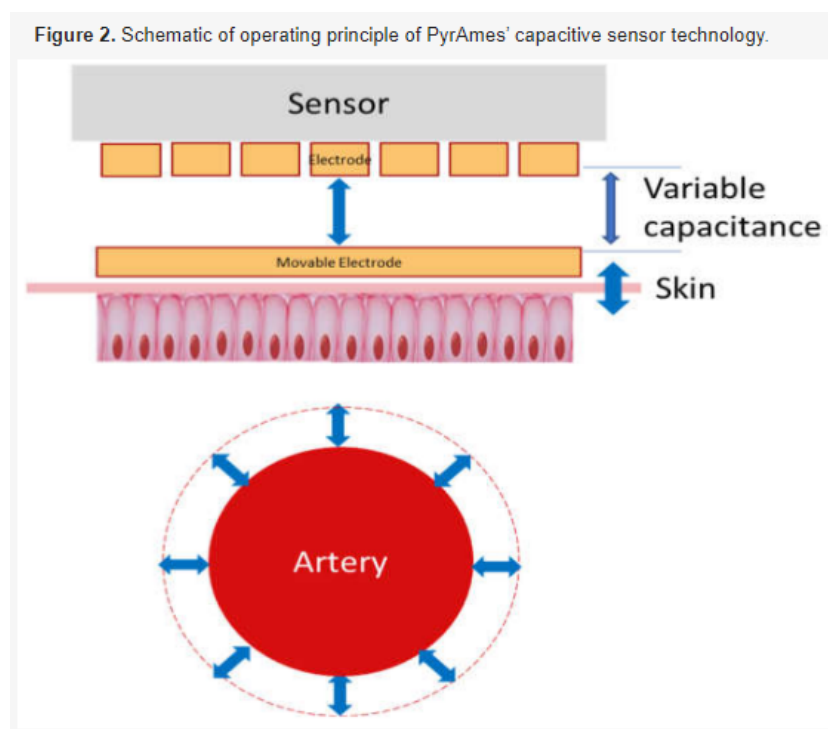 Figure 2. Schematic of operating principle of PyrAmes’ capacitive sensor technology.
Sensor
Electrode
Variable
capacitance
Movable Electrode
Skin
Artery